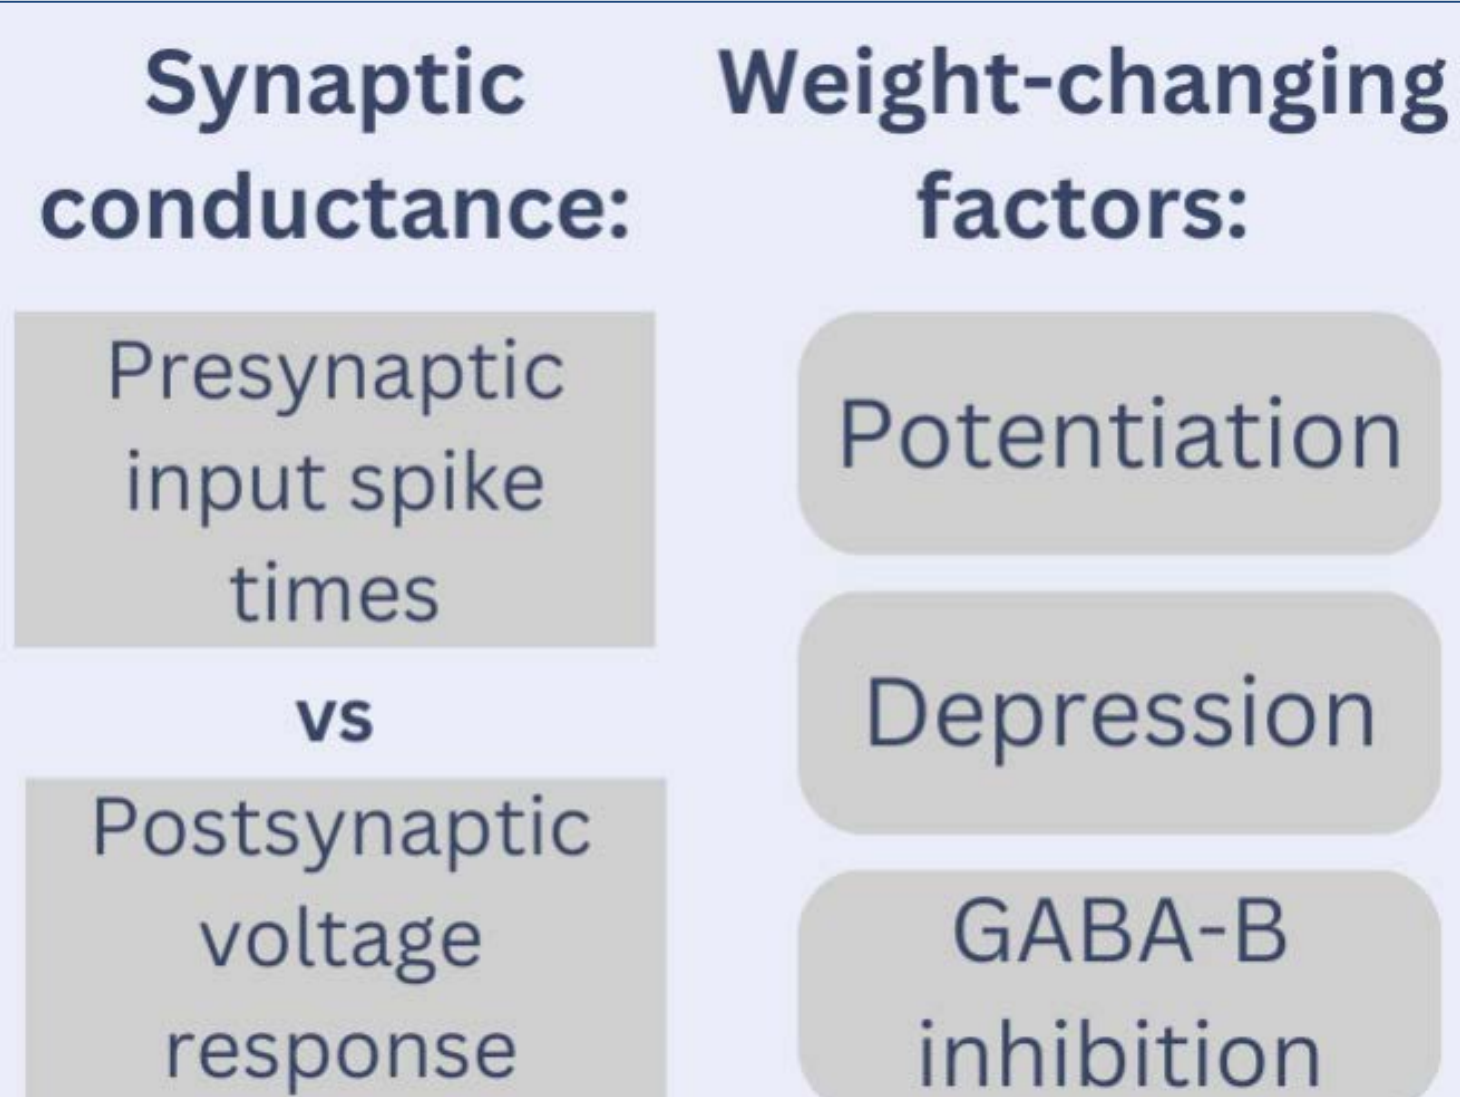 Synaptic
conductance:
Presynaptic
input spike
times
vs
Postsynaptic
voltage
response
Weight-changing
factors:
Potentiation
Depression
GABA-B
inhibition